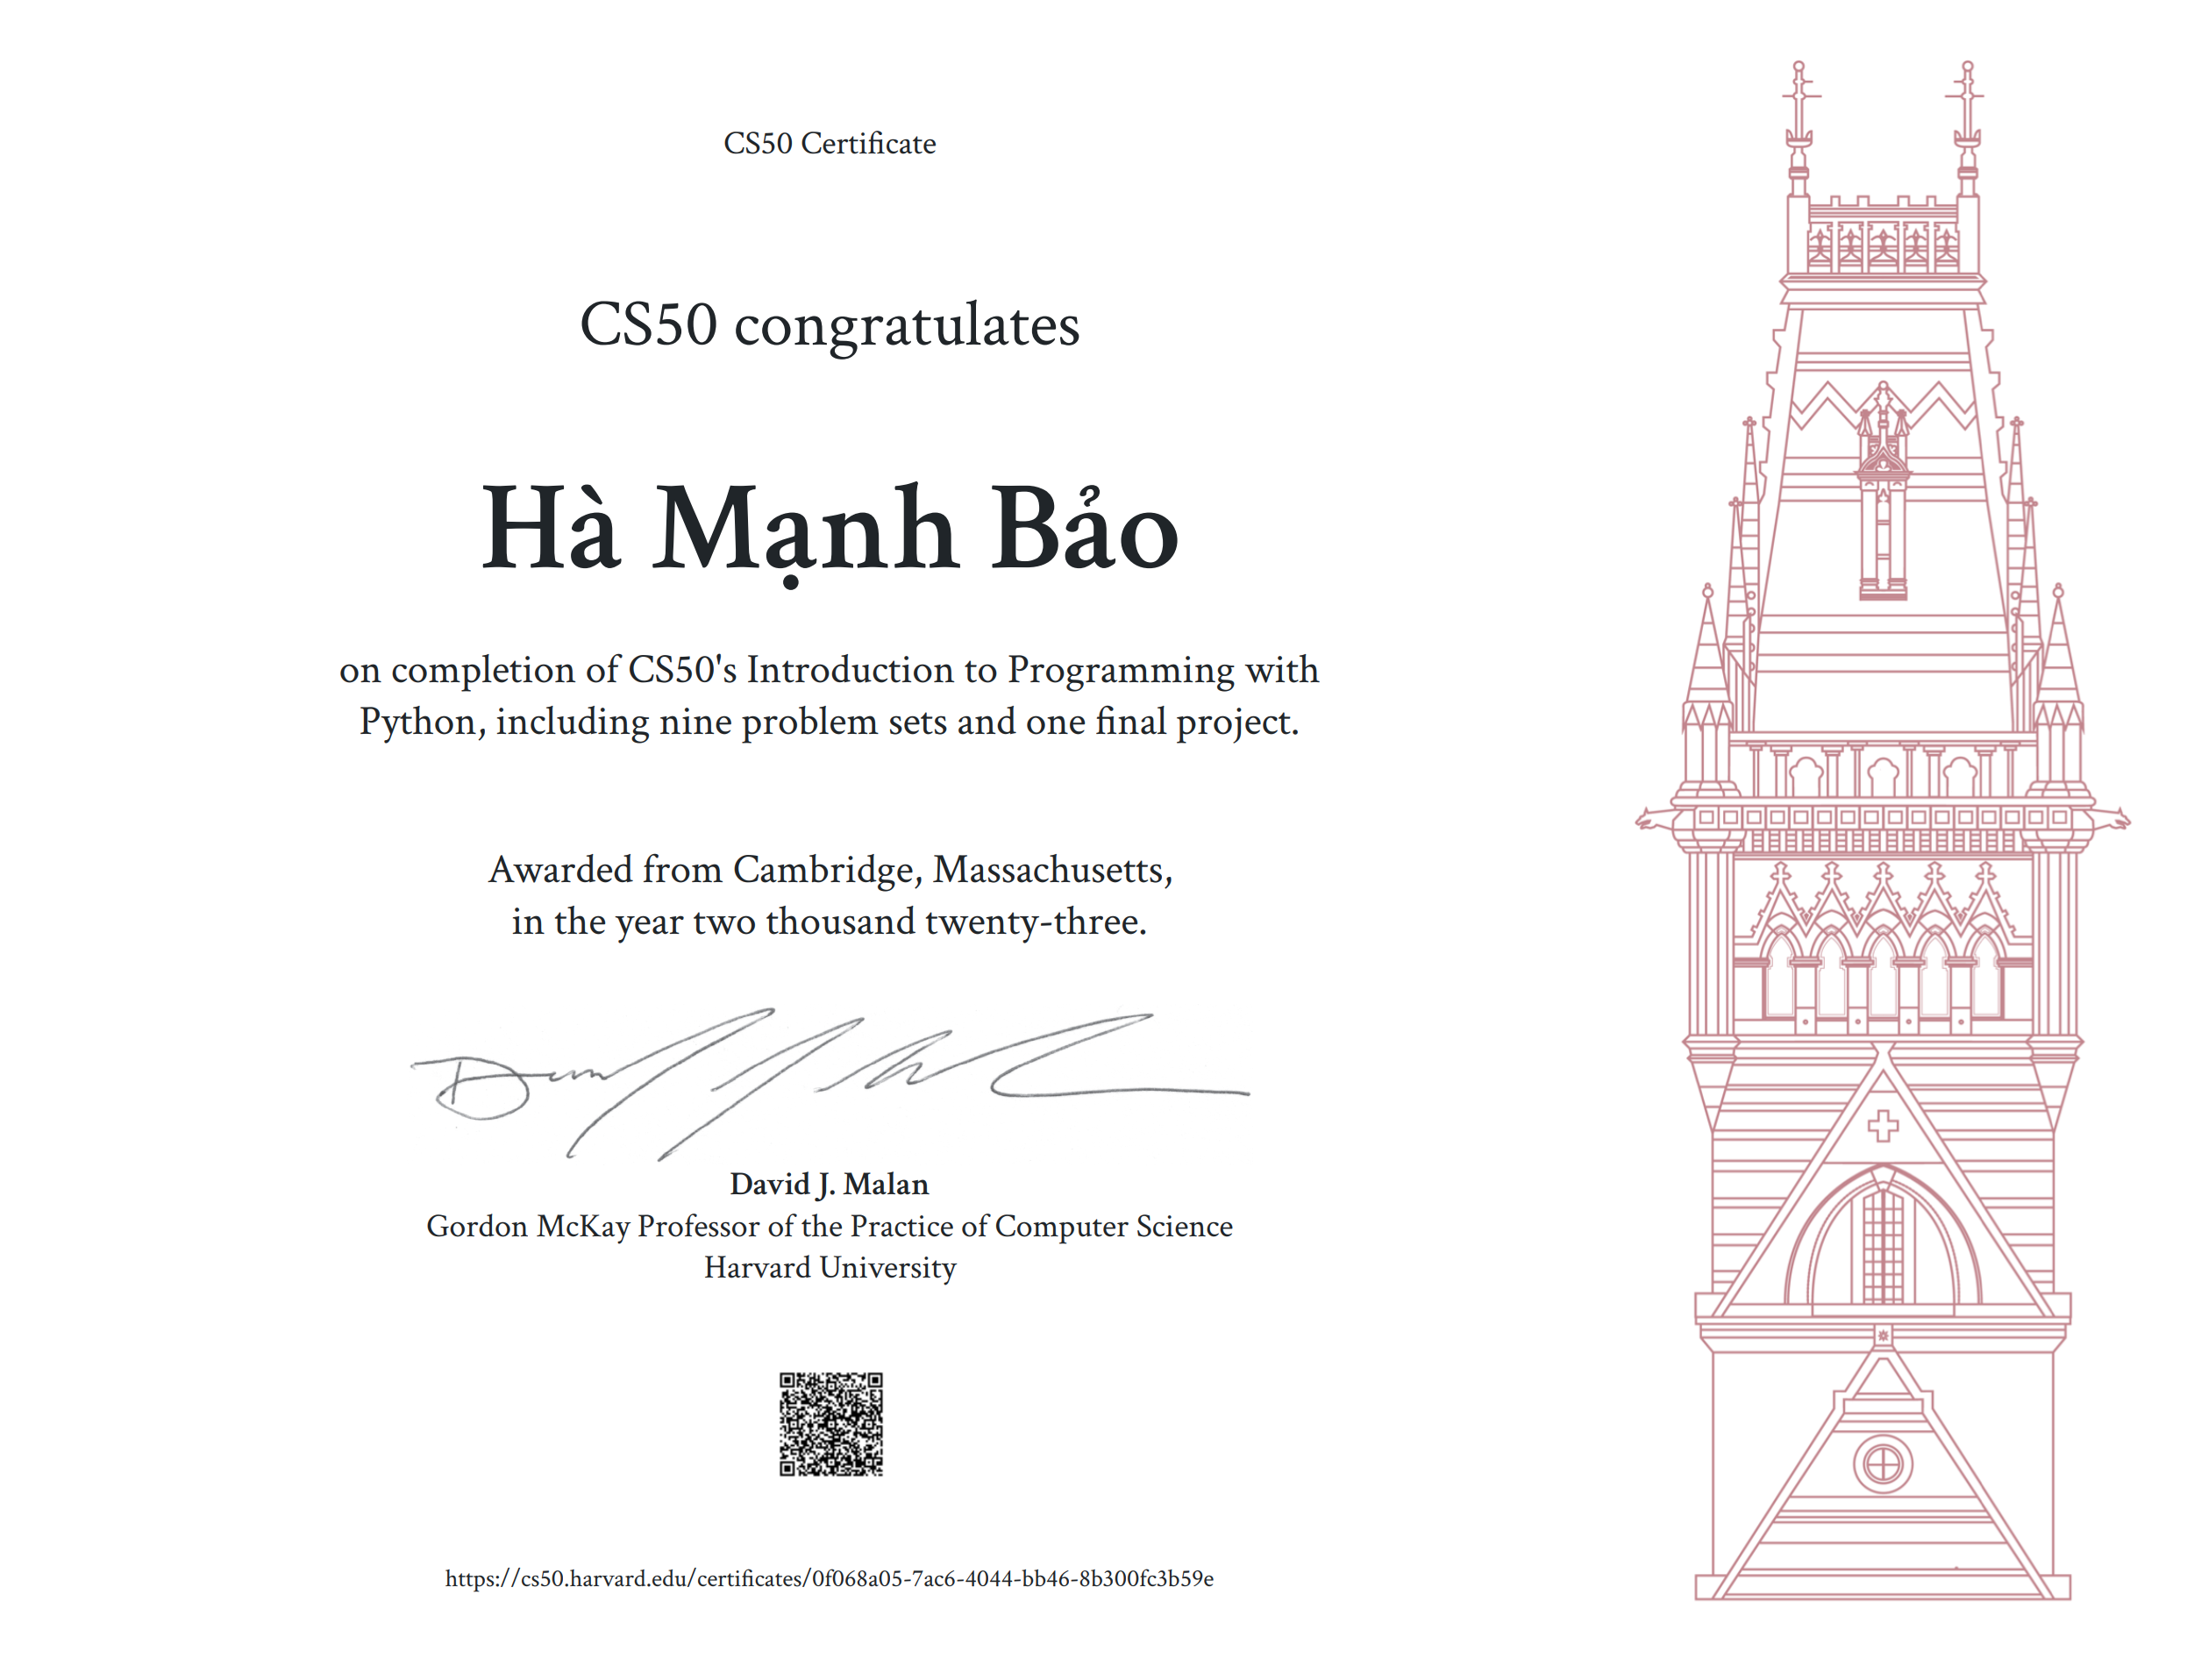 CS50 Certificate
CS50 congratulates
Hà Mạnh Bảo
on completion of CS50's Introduction to Programming with
Python, including nine problem sets and one final project.
Awarded from Cambridge, Massachusetts,
in the year two thousand twenty-three.
David J. Malan
Gordon McKay Professor of the Practice of Computer Science
Harvard University
https://cs50.harvard.edu/certificates/0f068a05-7ac6-4044-bb46-8b300fc3b59e